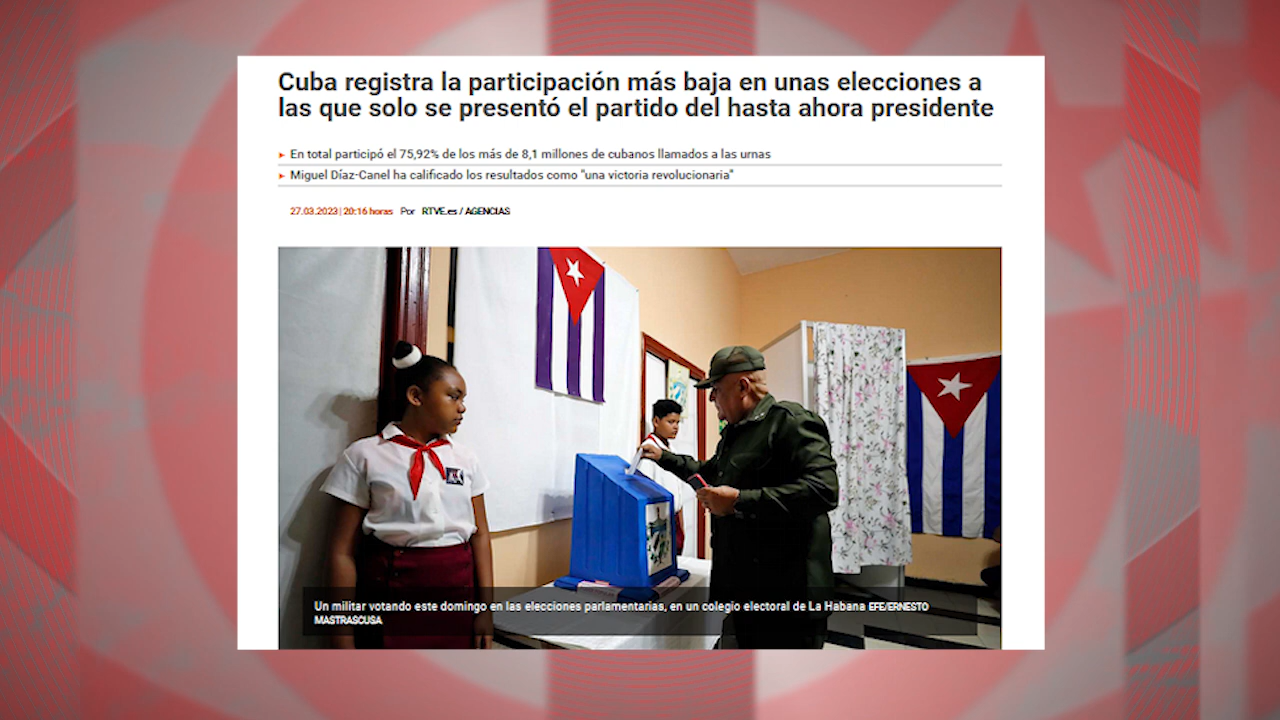 Cuba registra la participación más baja en unas elecciones a
las que solo se presentó el partido del hasta ahora presidente
En total participó el 75,92% de los más de 8,1 millones de cubanos llamados a las urnas
Miguel Díaz-Canel ha calificado los resultados como "una victoria revolucionaria"
27.03.2023 | 20:16 horas Por RTVE.es / AGENCIAS
Un militar votando este domingo en las elecciones parlamentarias, en un colegio electoral de La Habana EFE/ERNESTO
MASTRASCUSA